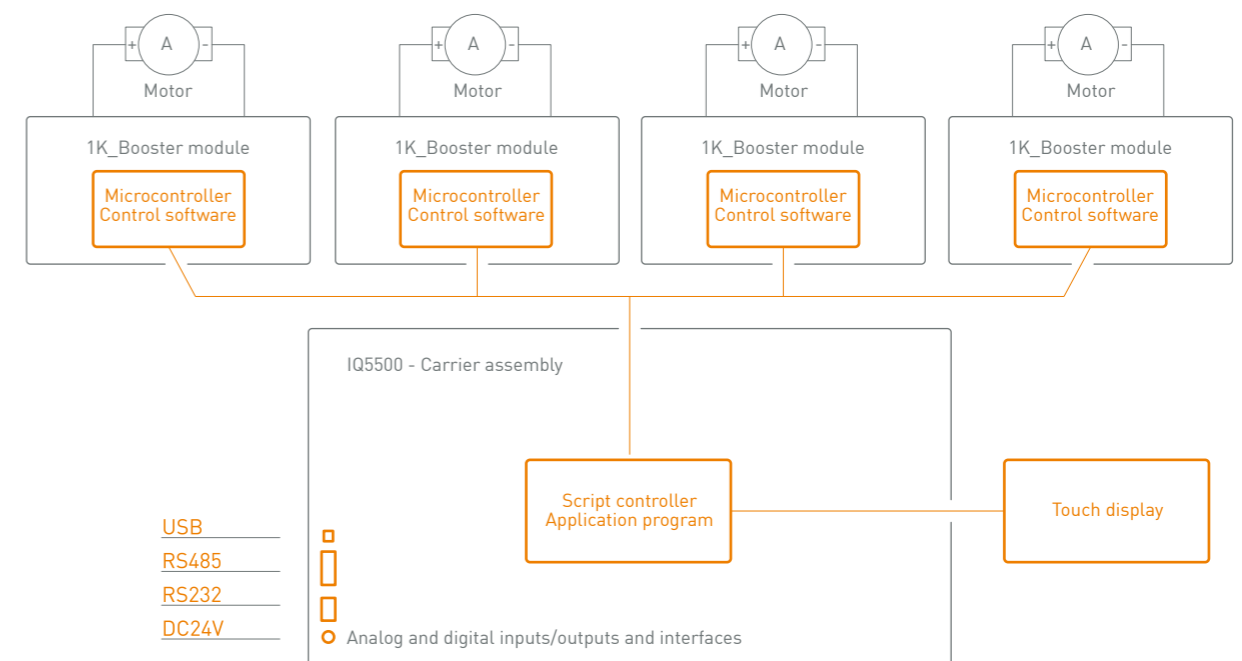 + A - + A - + A - + A -
Motor Motor Motor Motor
1K_Booster module 1K_Booster module 1K_Booster module 1K_Booster module
Microcontroller Microcontroller Microcontroller Microcontroller
Control software Control software Control software Control software
IQ5500 - Carrier assembly
Script controller
Application program
Touch display
USB
RS485
RS232
DC24V
Analog and digital inputs/outputs and interfaces